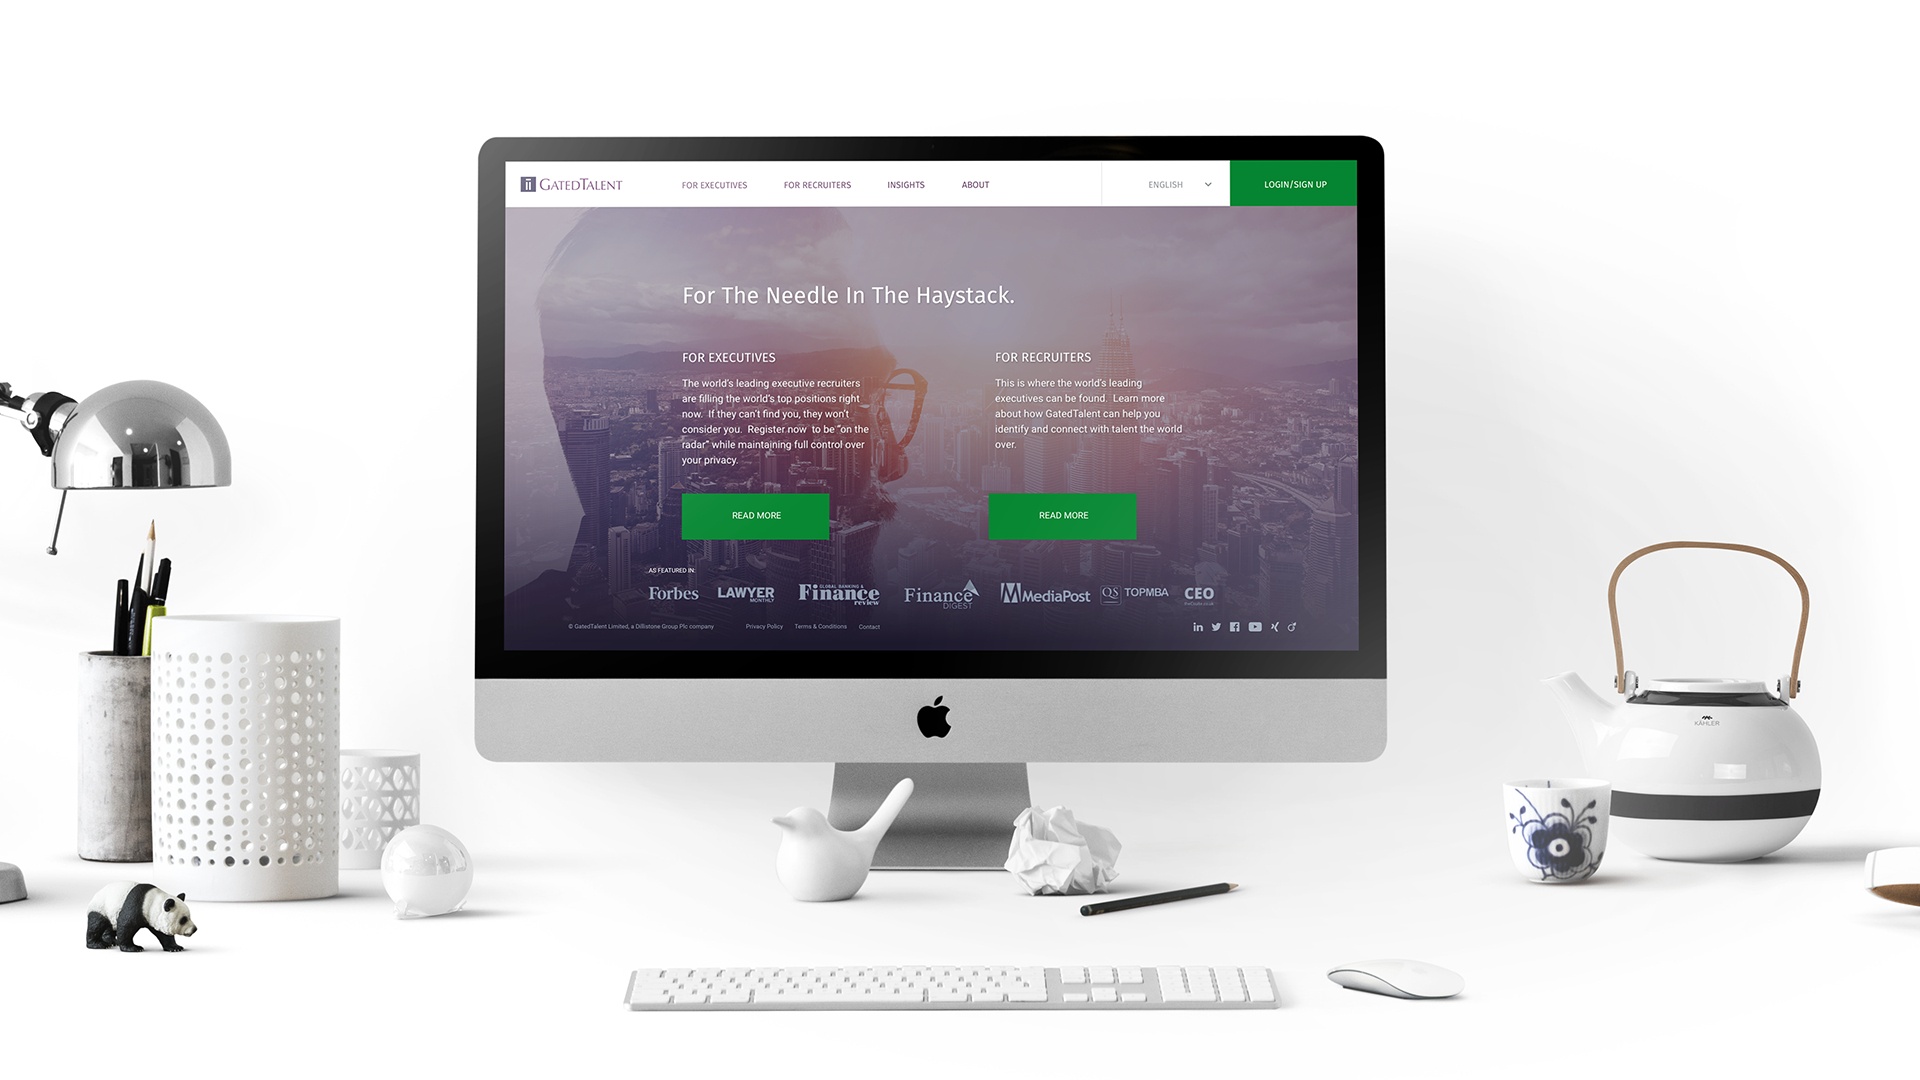 GATEDTALENT
FOR EXECUTIVES
FOR RECRUITERS
INSIGHTS
ABOUT
ENGLISH
LOGIN/SIGN UP
For The Needle In The Haystack.
FOR EXECUTIVES
The world's leading executive recruiters
are filling the world's top positions right
now. If they can't find you, they won't
consider you. Register now to be "on the
radar" while maintaining full control over
your privacy.
READ MORE
FOR RECRUITERS
This is where the world's leading
executives can be found. Learn more
about how GatedTalent can help you
identify and connect with talent the world
over.
READ MORE
AS FEATURED IN:
Forbes
LAWYER
MONTHLY
GLOBAL BANKING &
Finance
review
Finance
DIGEST
MediaPost
QS TOPMBA
CEO
© GatedTalent Limited, a Dillistone Group Plc company
Privacy Policy
Terms & Conditions
Contact
KÄHLER